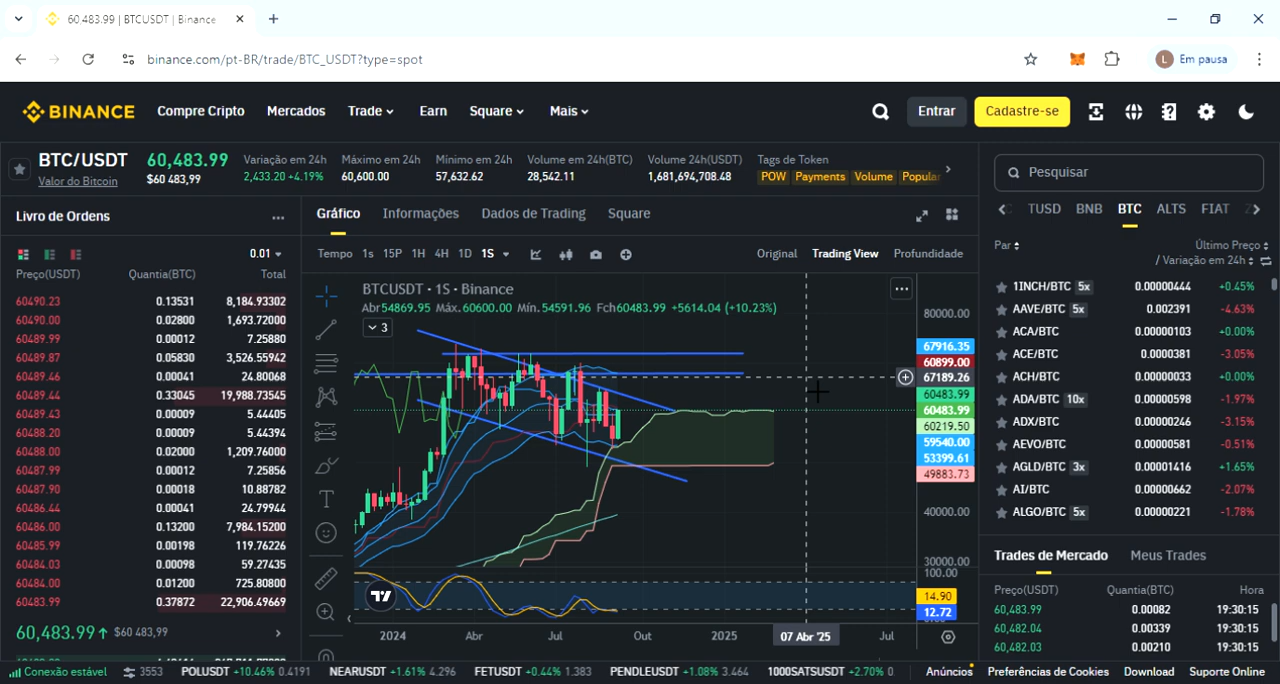 60,483.99 | BTCUSDT | Binance
binance.com/pt-BR/trade/BTC_USDT?type=spot
L Em pausa
BINANCE Compre Cripto Mercados Trade Earn Square Mais Entrar Cadastre-se
BTC/USDT
Valor do Bitcoin
60,483.99
$60 483,99
Variação em 24h
2,433.20 +4.19%
Máximo em 24h
60,600.00
Mínimo em 24h
57,632.62
Volume em 24h(BTC)
28,542.11
Volume 24h(USDT)
1,681,694,708.48
Tags de Token
POW Payments Volume Popular
Livro de Ordens
0.01
Preço(USDT) Quantia(BTC) Total
60490.23 0.13531 8,184.93302
60490.00 0.02800 1,693.72000
60489.99 0.00012 7.25880
60489.87 0.05830 3,526.55942
60489.46 0.00041 24.80068
60489.44 0.33045 19,988.73545
60489.43 0.00009 5.44405
60488.20 0.00009 5.44394
60488.00 0.02000 1,209.76000
60487.99 0.00012 7.25856
60487.90 0.00018 10.88782
60486.44 0.00041 24.79944
60486.00 0.13200 7,984.15200
60485.99 0.00198 119.76226
60484.03 0.00098 59.27435
60484.00 0.01200 725.80800
60483.99 0.37872 22,906.49669
60,483.99 $60 483,99
Gráfico Informações Dados de Trading Square
Tempo 1s 15P 1H 4H 1D 1S
Original Trading View Profundidade
BTCUSDT · 1S · Binance
Abr54869.95 Máx.60600.00 Mín.54591.96 Fch60483.99 +5614.04 (+10.23%)
3
80000.00
67916.35
60899.00
67189.26
60483.99
60483.99
60219.50
59540.00
53399.61
49883.73
40000.00
30000.00
100.00
14.90
12.72
2024 Abr Jul Out 2025 07 Abr '25 Jul
Pesquisar
TUSD BNB BTC ALTS FIAT
Par Último Preço
/ Variação em 24h
1INCH/BTC 5x 0.00000444 +0.45%
AAVE/BTC 5x 0.002391 -4.63%
ACA/BTC 0.00000103 +0.00%
ACE/BTC 0.0000381 -3.05%
ACH/BTC 0.00000033 +0.00%
ADA/BTC 10x 0.00000598 -1.97%
ADX/BTC 0.00000246 -3.15%
AEVO/BTC 0.00000581 -0.51%
AGLD/BTC 3x 0.00001416 +1.65%
AI/BTC 0.00000662 -2.07%
ALGO/BTC 5x 0.00000221 -1.78%
Trades de Mercado Meus Trades
Preço(USDT) Quantia(BTC) Hora
60,483.99 0.00082 19:30:15
60,482.04 0.00339 19:30:15
60,482.03 0.00210 19:30:15
Conexão estável 3553 POLUSDT +10.46% 0.4191 NEARUSDT +1.61% 4.296 FETUSDT +0.44% 1.383 PENDLEUSDT +1.08% 3.464 1000SATSUSDT +2.70% 0 Anúncios Preferências de Cookies Download Suporte Online